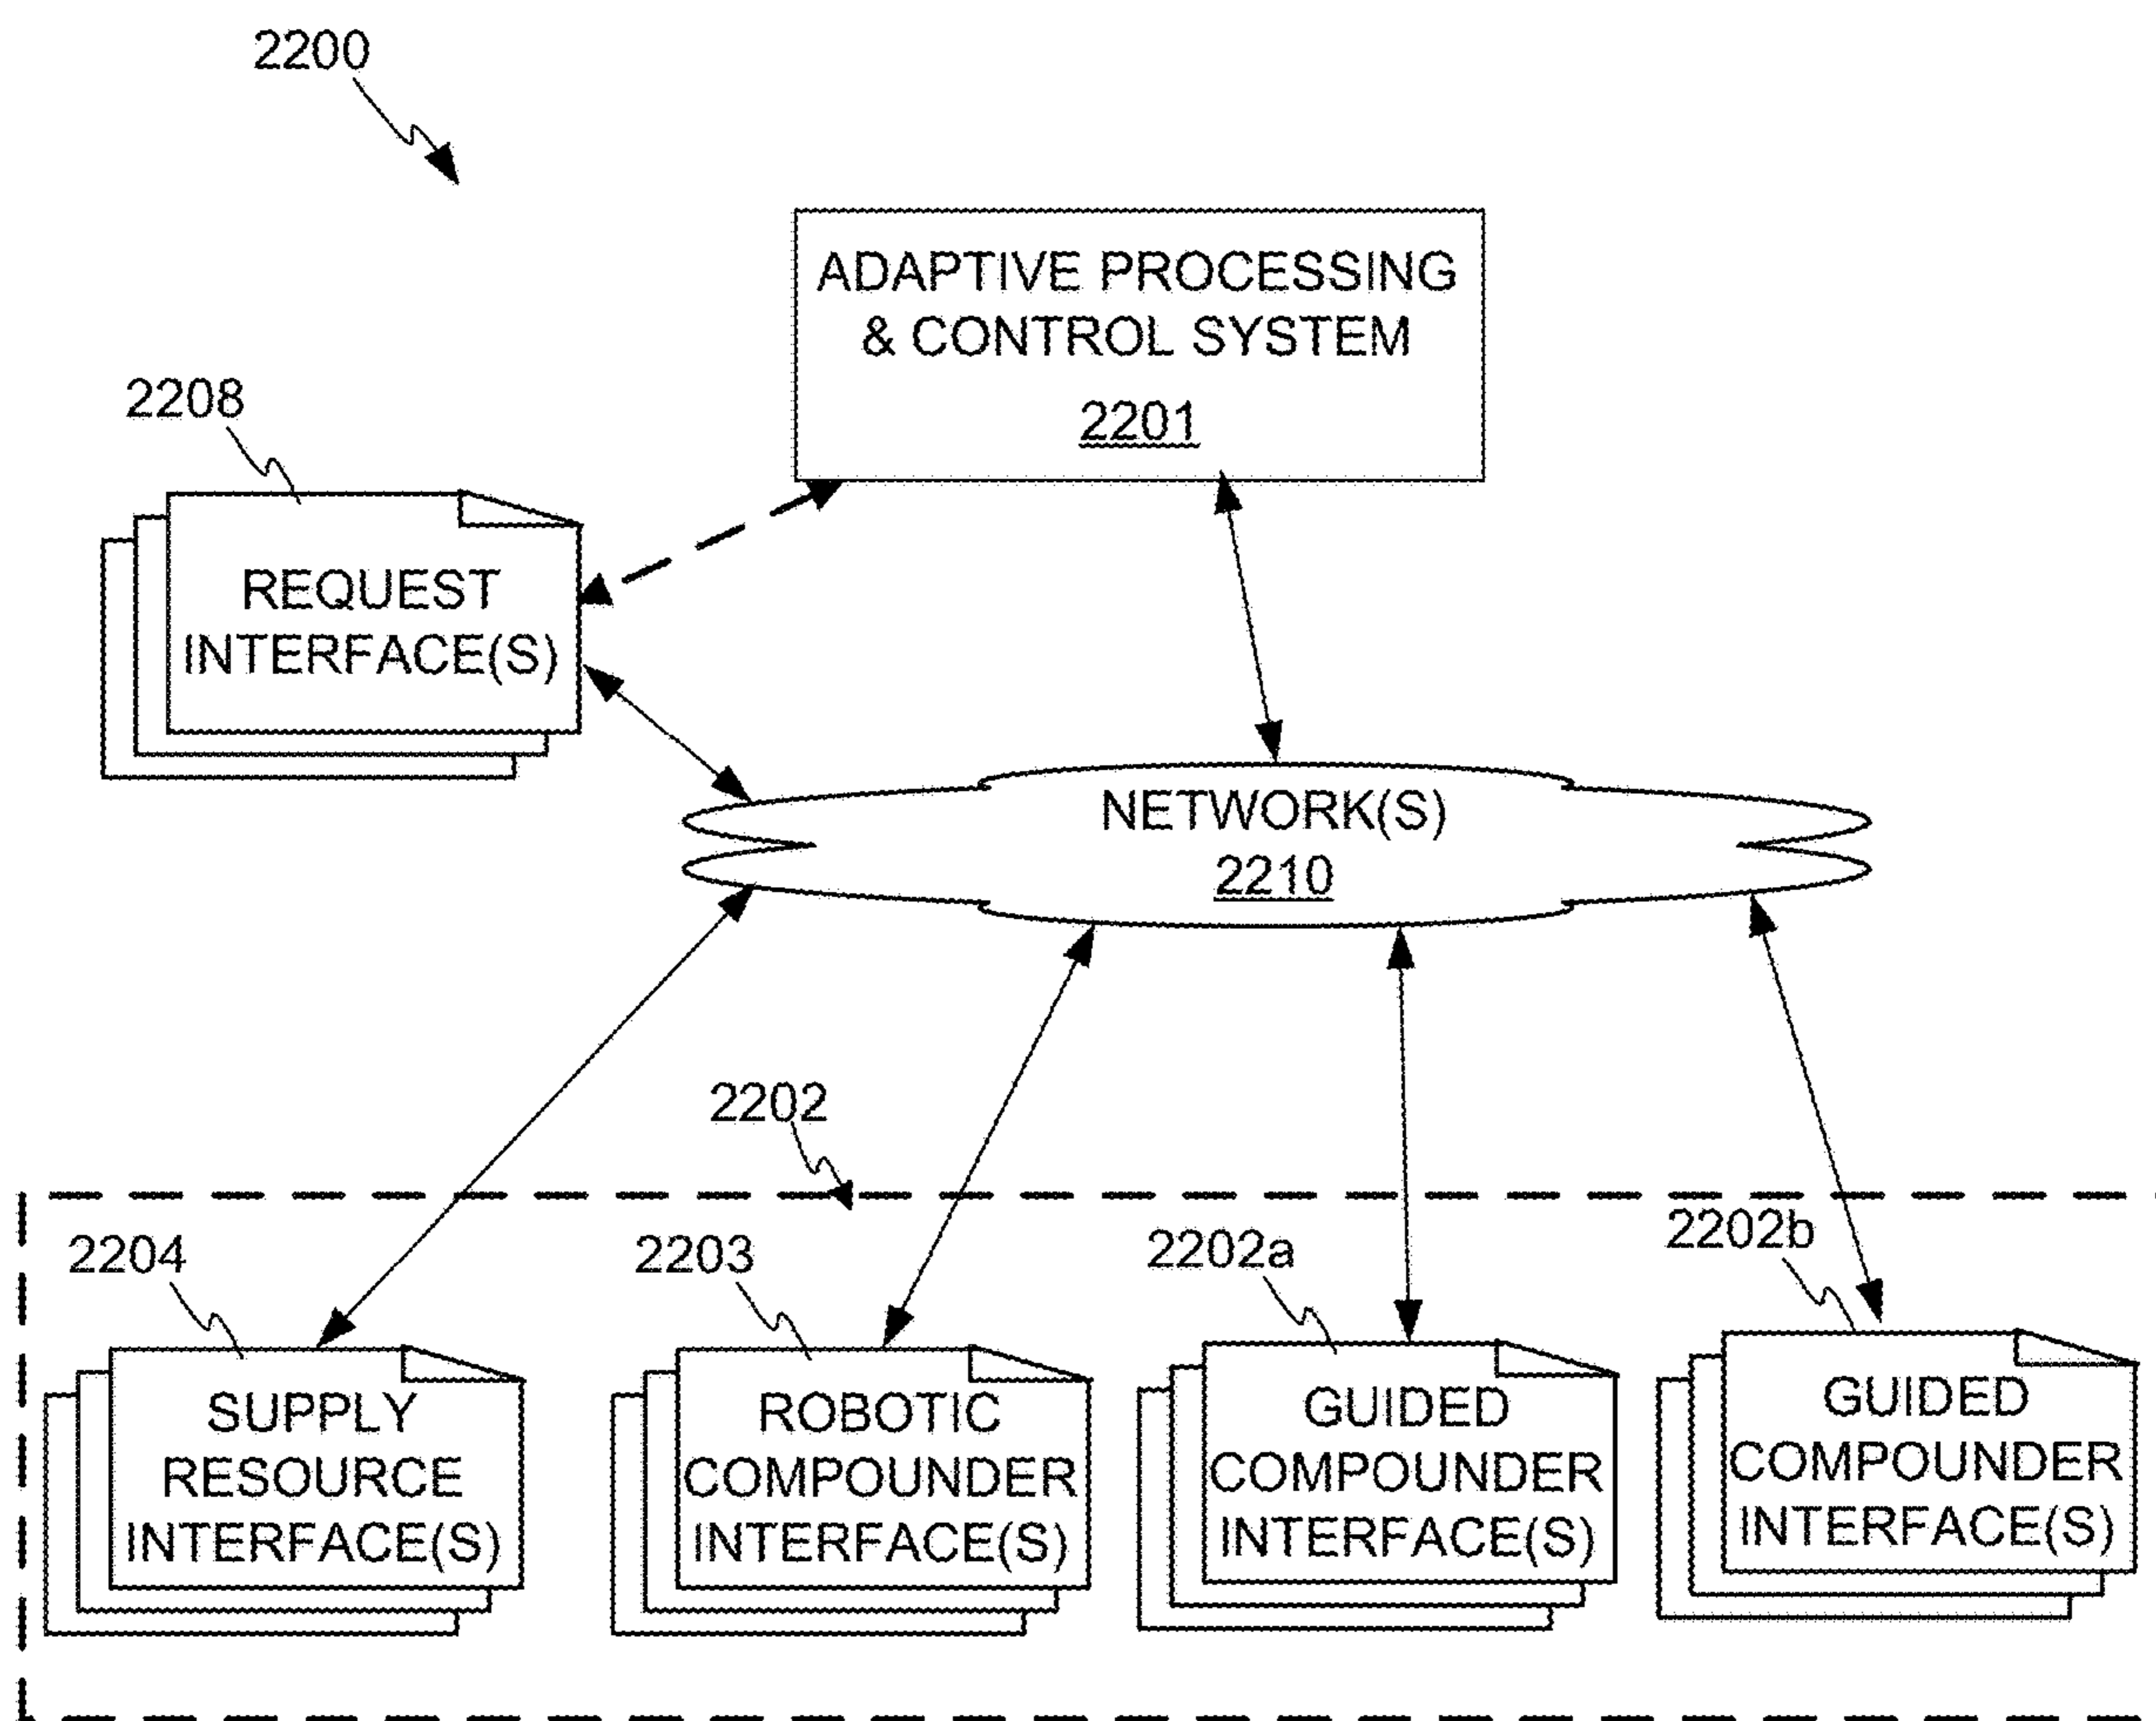 2200
ADAPTIVE PROCESSING
& CONTROL SYSTEM
2201
2208
REQUEST
INTERFACE(S)
NETWORK(S)
2210
2202
2204
SUPPLY
RESOURCE
INTERFACE(S)
2203
ROBOTIC
COMPOUNDER
INTERFACE(S)
2202a
GUIDED
COMPOUNDER
INTERFACE(S)
2202b
GUIDED
COMPOUNDER
INTERFACE(S)